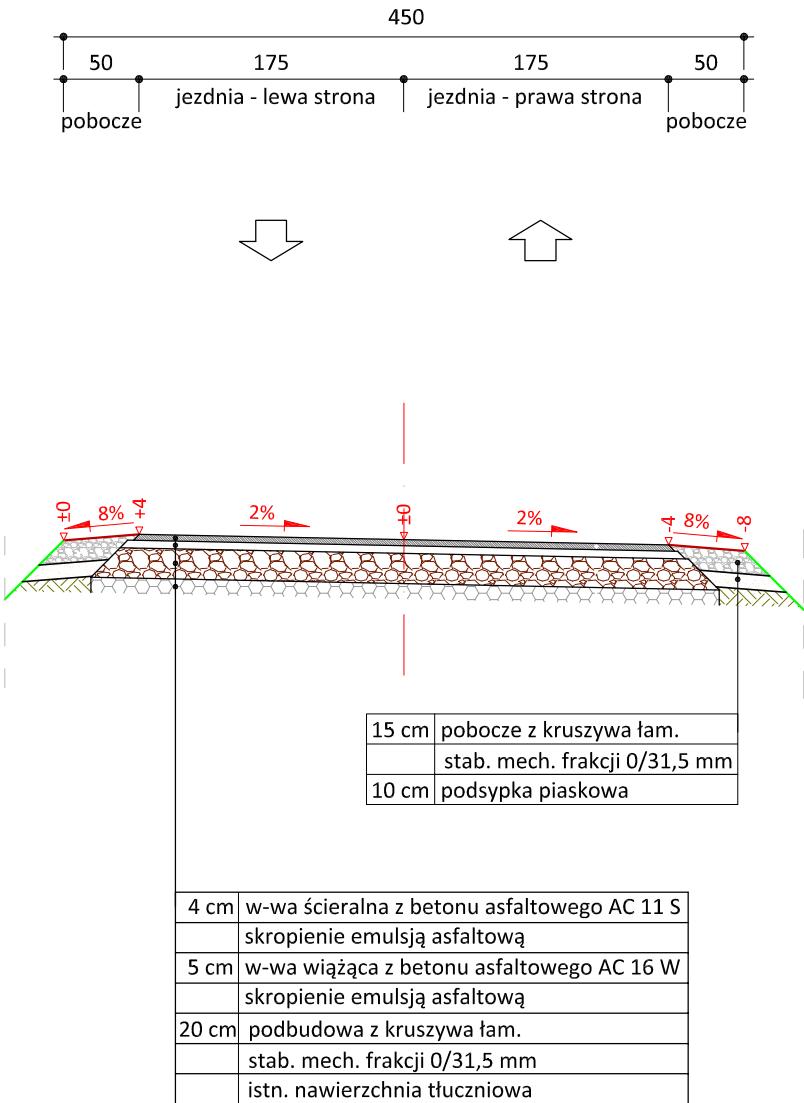 450
50 175 175 50
jezdnia - lewa strona jezdnia - prawa strona
pobocze pobocze
±0 8% +4 2% ±0 2% -4 8% -8
15 cm pobocze z kruszywa łam.
stab. mech. frakcji 0/31,5 mm
10 cm podsypka piaskowa
4 cm w-wa ścieralna z betonu asfaltowego AC 11 S
skropienie emulsją asfaltową
5 cm w-wa wiążąca z betonu asfaltowego AC 16 W
skropienie emulsją asfaltową
20 cm podbudowa z kruszywa łam.
stab. mech. frakcji 0/31,5 mm
istn. nawierzchnia tłuczniowa